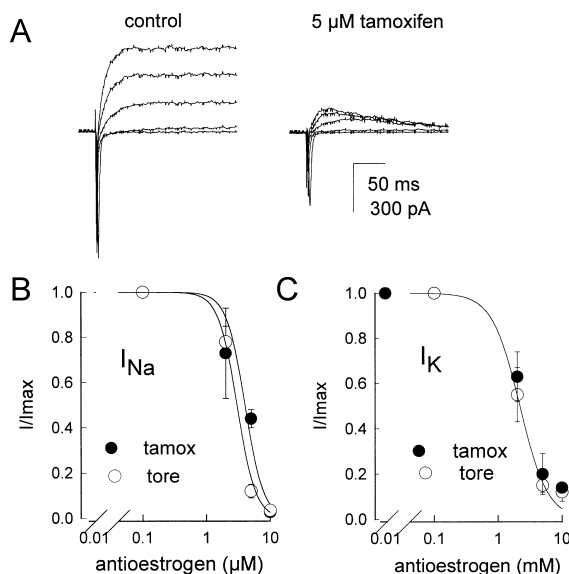 A
control
5 µM tamoxifen
50 ms
300 pA
B
C
1.0
0.8
0.6
0.4
0.2
0.0
I/Imax
INa
tamox
tore
0.01
0.1
1
10
antioestrogen (µM)
1.0
0.8
0.6
0.4
0.2
0.0
I/Imax
IK
tamox
tore
0.01
0.1
1
10
antioestrogen (mM)